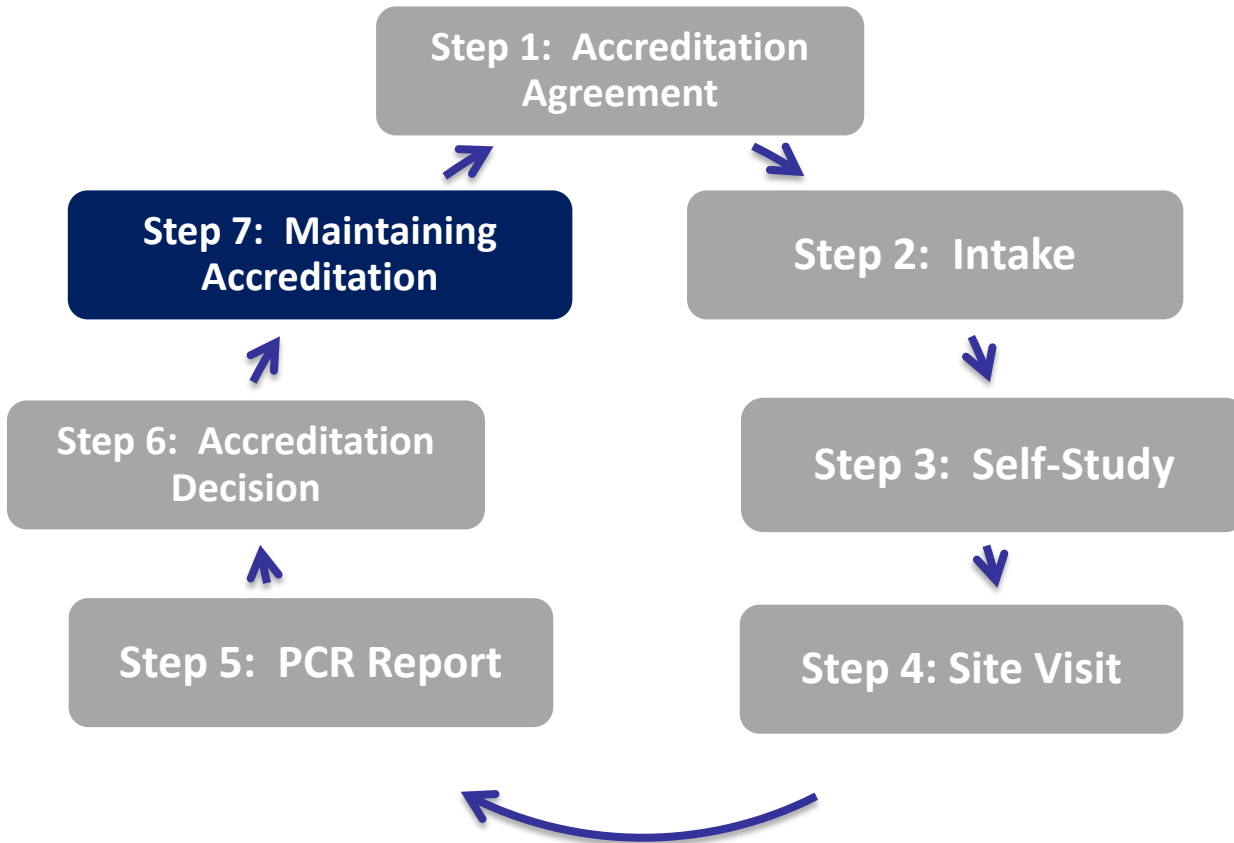 Step 1:  Accreditation
Agreement
Step 2:  Intake
Step 3:  Self-Study
Step 4: Site Visit
Step 5:  PCR Report
Step 6:  Accreditation
Decision
Step 7:  Maintaining
Accreditation